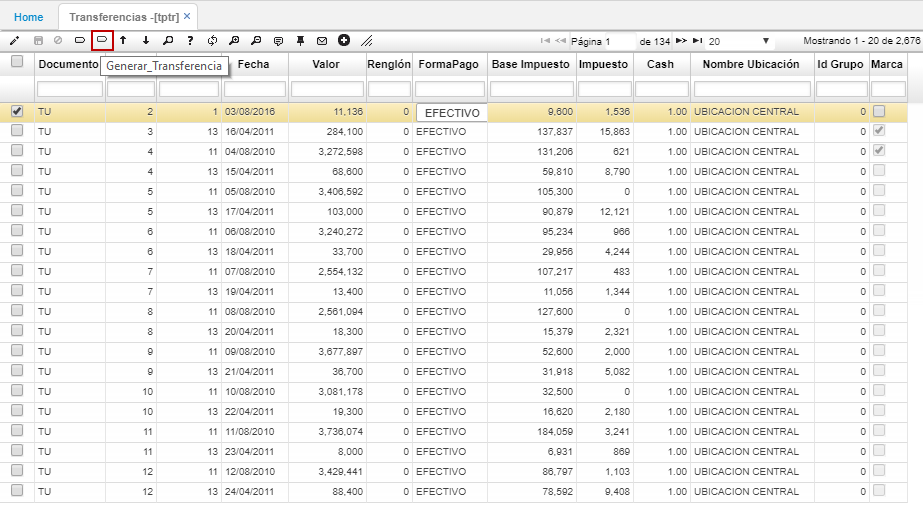 Home Transferencias -[tptr] ×
Página 1 de 134 20 ▼ Mostrando 1 - 20 de 2,676
Documento Fecha Valor Renglón FormaPago Base Impuesto Impuesto Cash Nombre Ubicación Id Grupo Marca
Generar_Transferencia
TU 2 1 03/08/2016 11,136 0 EFECTIVO 9,600 1,536 1.00 UBICACION CENTRAL 0
TU 3 13 16/04/2011 284,100 0 EFECTIVO 137,837 15,863 1.00 UBICACION CENTRAL 0
TU 4 11 04/08/2010 3,272,598 0 EFECTIVO 131,206 621 1.00 UBICACION CENTRAL 0
TU 4 13 15/04/2011 68,600 0 EFECTIVO 59,810 8,790 1.00 UBICACION CENTRAL 0
TU 5 11 05/08/2010 3,406,592 0 EFECTIVO 105,300 0 1.00 UBICACION CENTRAL 0
TU 5 13 17/04/2011 103,000 0 EFECTIVO 90,879 12,121 1.00 UBICACION CENTRAL 0
TU 6 11 06/08/2010 3,240,272 0 EFECTIVO 95,234 966 1.00 UBICACION CENTRAL 0
TU 6 13 18/04/2011 33,700 0 EFECTIVO 29,956 4,244 1.00 UBICACION CENTRAL 0
TU 7 11 07/08/2010 2,554,132 0 EFECTIVO 107,217 483 1.00 UBICACION CENTRAL 0
TU 7 13 19/04/2011 13,400 0 EFECTIVO 11,056 1,344 1.00 UBICACION CENTRAL 0
TU 8 11 08/08/2010 2,561,094 0 EFECTIVO 127,600 0 1.00 UBICACION CENTRAL 0
TU 8 13 20/04/2011 18,300 0 EFECTIVO 15,379 2,321 1.00 UBICACION CENTRAL 0
TU 9 11 09/08/2010 3,677,897 0 EFECTIVO 52,600 2,000 1.00 UBICACION CENTRAL 0
TU 9 13 21/04/2011 36,700 0 EFECTIVO 31,918 5,082 1.00 UBICACION CENTRAL 0
TU 10 11 10/08/2010 3,081,178 0 EFECTIVO 32,500 0 1.00 UBICACION CENTRAL 0
TU 10 13 22/04/2011 19,300 0 EFECTIVO 16,620 2,180 1.00 UBICACION CENTRAL 0
TU 11 11 11/08/2010 3,736,074 0 EFECTIVO 184,059 3,241 1.00 UBICACION CENTRAL 0
TU 11 13 23/04/2011 8,000 0 EFECTIVO 6,931 869 1.00 UBICACION CENTRAL 0
TU 12 11 12/08/2010 3,429,441 0 EFECTIVO 86,797 1,103 1.00 UBICACION CENTRAL 0
TU 12 13 24/04/2011 88,400 0 EFECTIVO 78,592 9,408 1.00 UBICACION CENTRAL 0